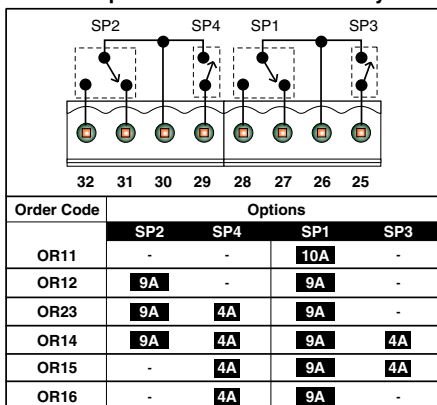 SP2 SP4 SP1 SP3
32 31 30 29 28 27 26 25
Order Code Options
SP2 SP4 SP1 SP3
OR11 - - 10A -
OR12 9A - 9A -
OR23 9A 4A 9A -
OR14 9A 4A 9A 4A
OR15 - 4A 9A 4A
OR16 - 4A 9A -